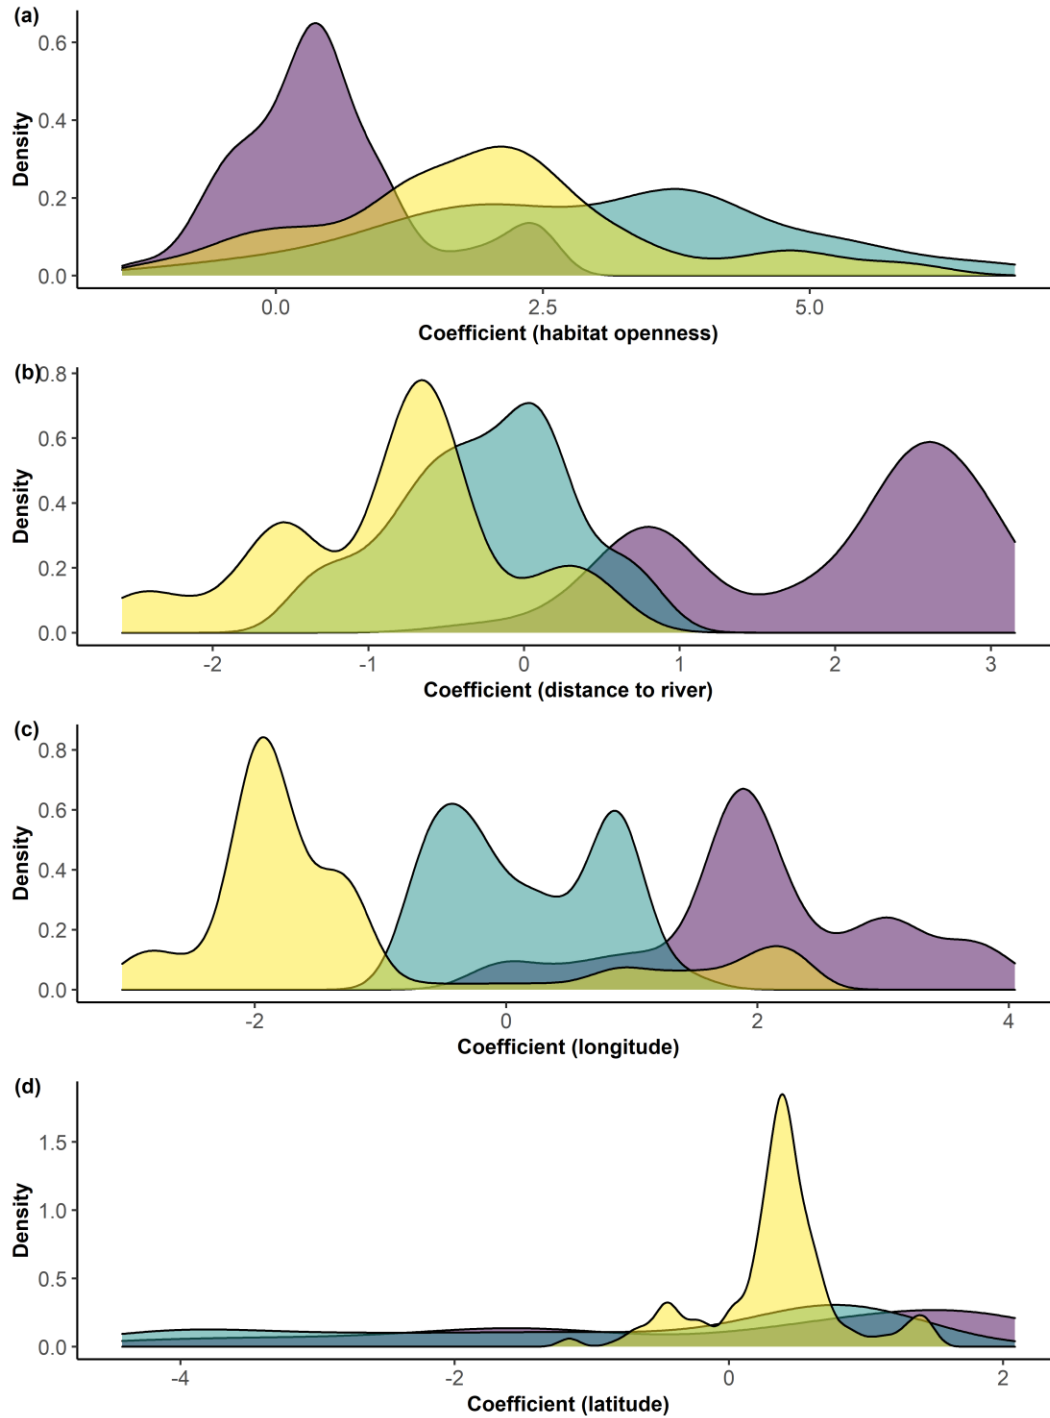 (a)
0.6
0.4
0.2
0.0
Density
0.0 2.5 5.0
Coefficient (habitat openness)
(b)
0.8
0.6
0.4
0.2
0.0
Density
-2 -1 0 1 2 3
Coefficient (distance to river)
(c)
0.8
0.6
0.4
0.2
0.0
Density
-2 0 2 4
Coefficient (longitude)
(d)
1.5
1.0
0.5
0.0
Density
-4 -2 0 2
Coefficient (latitude)